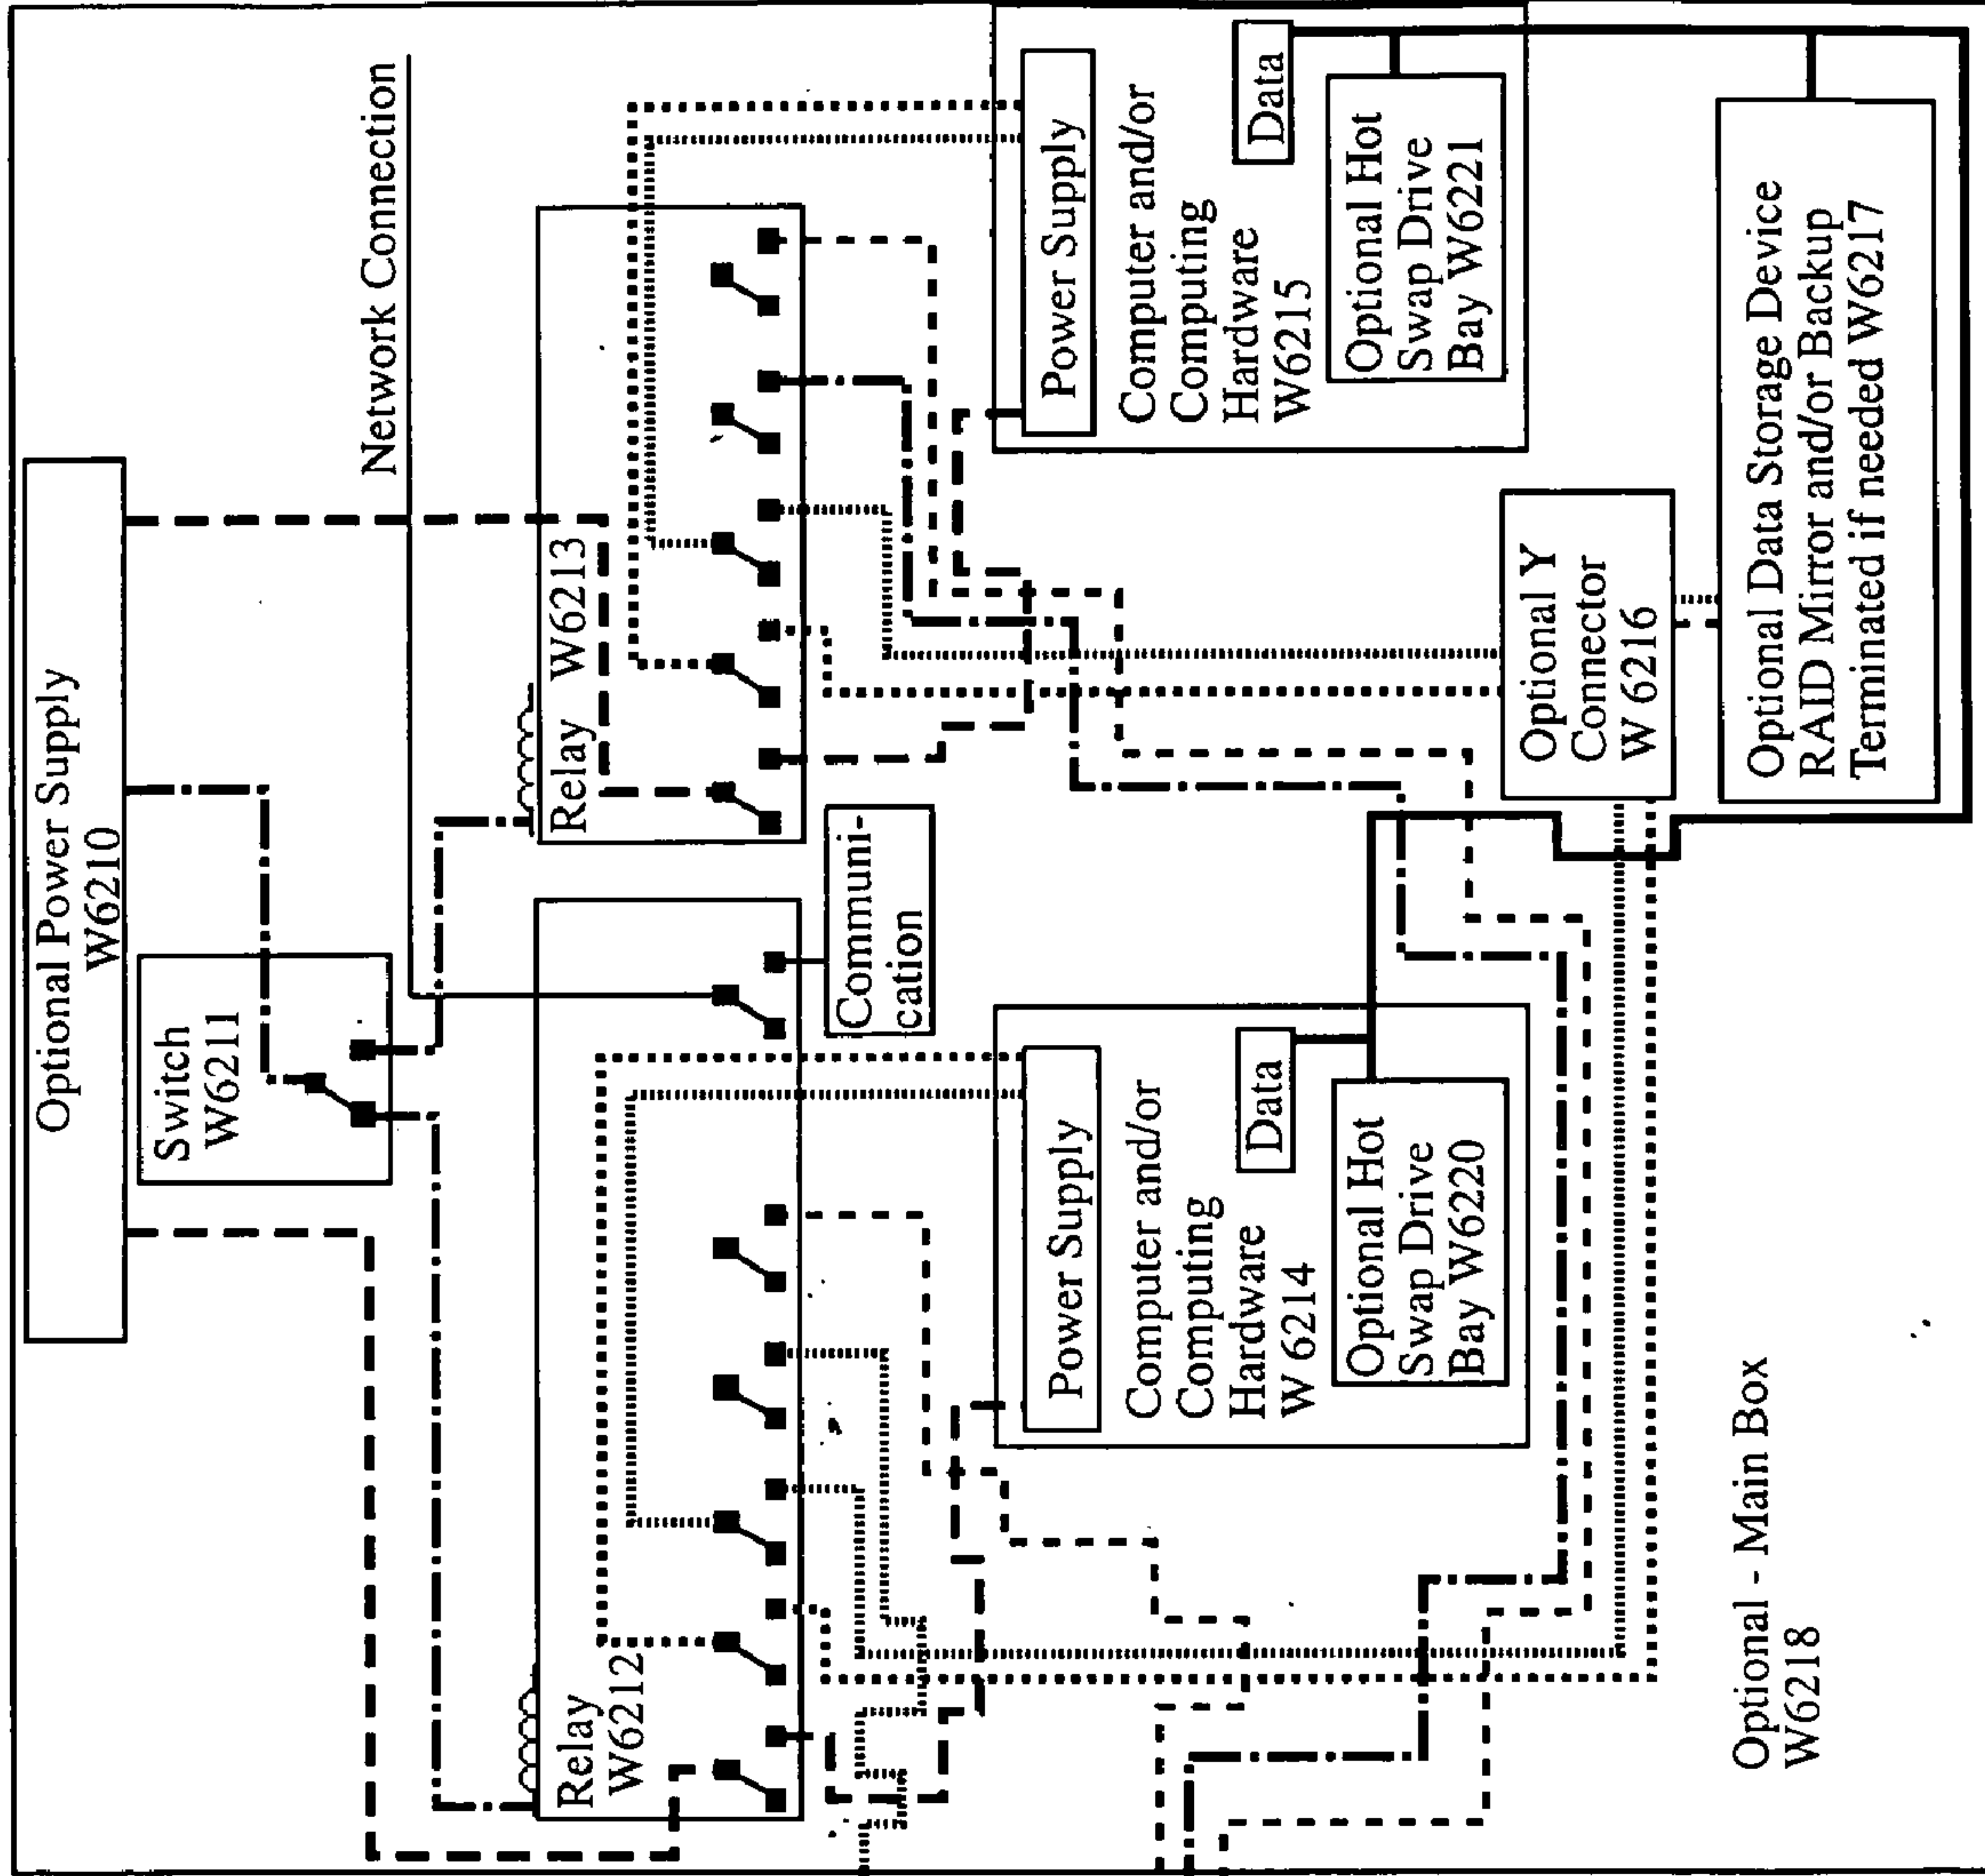 Optional Power Supply
W6210
Switch
W6211
Network Connection
Relay
W6212
Relay W6213
Communi-
cation
Power Supply
Computer and/or
Computing
Hardware
W 6214
Data
Optional Hot
Swap Drive
Bay W6220
Power Supply
Computer and/or
Computing
Hardware
W6215
Data
Optional Hot
Swap Drive
Bay W6221
Optional Y
Connector
W 6216
Optional Data Storage Device
RAID Mirror and/or Backup
Terminated if needed W6217
Optional - Main Box
W6218